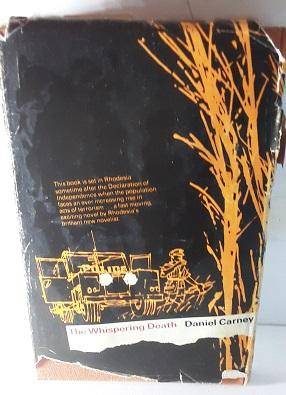 This book is set in Rhodesia
sometime after the Declaration of
Independence when the population
faces an ever increasing rise in
acts of terrorism a fast moving,
exciting novel by Rhodesia's
brilliant new novelist.
POLICE
The Whispering Death Daniel Carney